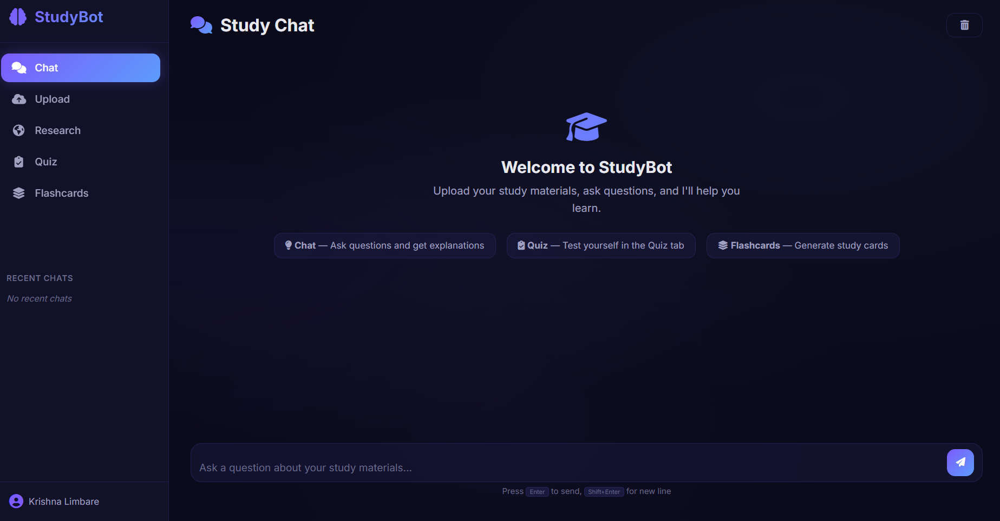 StudyBot
Chat
Upload
Research
Quiz
Flashcards
RECENT CHATS
No recent chats
Krishna Limbare
Study Chat
Welcome to StudyBot
Upload your study materials, ask questions, and I'll help you
learn.
Chat — Ask questions and get explanations
Quiz — Test yourself in the Quiz tab
Flashcards — Generate study cards
Ask a question about your study materials...
Press Enter to send, Shift+Enter for new line